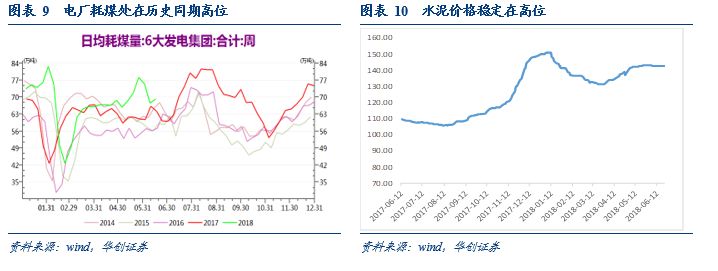 图表 9 电厂耗煤处在历史同期高位
日均耗煤量:6大发电集团:合计:周
(万吨)
(万吨)
84
77
70
63
56
49
42
35
84
77
70
63
56
49
42
35
01.31 02.29 03.31 04.30 05.31 06.30 07.31 08.31 09.30 10.31 11.30 12.31
2014 2015 2016 2017 2018
资料来源：wind，华创证券
图表 10 水泥价格稳定在高位
160.00
150.00
140.00
130.00
120.00
110.00
100.00
90.00
80.00
70.00
2017-06-12 2017-07-12 2017-08-12 2017-09-12 2017-10-12 2017-11-12 2017-12-12 2018-01-12 2018-02-12 2018-03-12 2018-04-12 2018-05-12 2018-06-12
资料来源：wind，华创证券